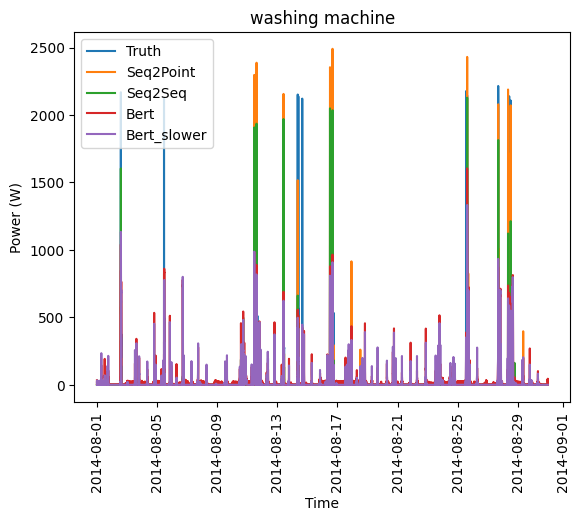 washing machine
Truth
Seq2Point
Seq2Seq
Bert
Bert_slower
Power (W)
2500
2000
1500
1000
500
0
2014-08-01
2014-08-05
2014-08-09
2014-08-13
2014-08-17
2014-08-21
2014-08-25
2014-08-29
2014-09-01
Time